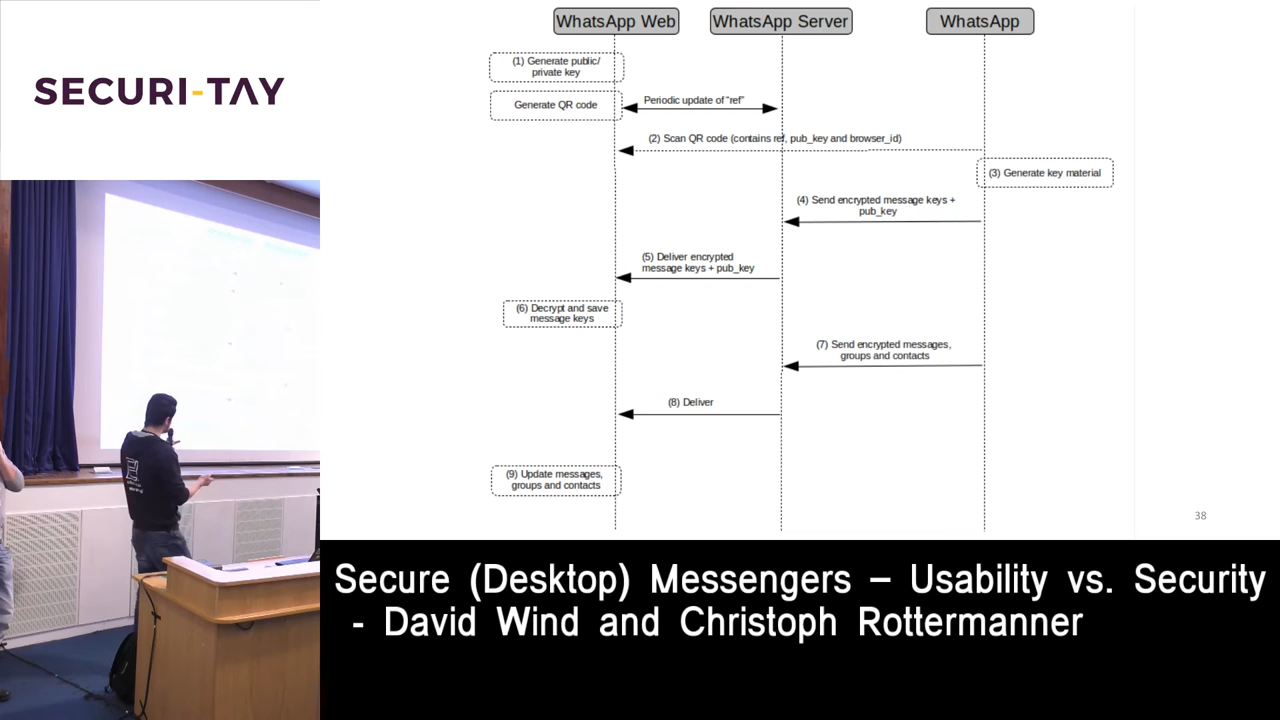 SECURI-TAY
WhatsApp Web
WhatsApp Server
WhatsApp
(1) Generate public/
private key
Generate QR code
Periodic update of "ref"
(2) Scan QR code (contains ref, pub_key and browser_id)
(3) Generate key material
(4) Send encrypted message keys +
pub_key
(5) Deliver encrypted
message keys + pub_key
(6) Decrypt and save
message keys
(7) Send encrypted messages,
groups and contacts
(8) Deliver
(9) Update messages,
groups and contacts
38
Secure (Desktop) Messengers – Usability vs. Security
- David Wind and Christoph Rottermanner